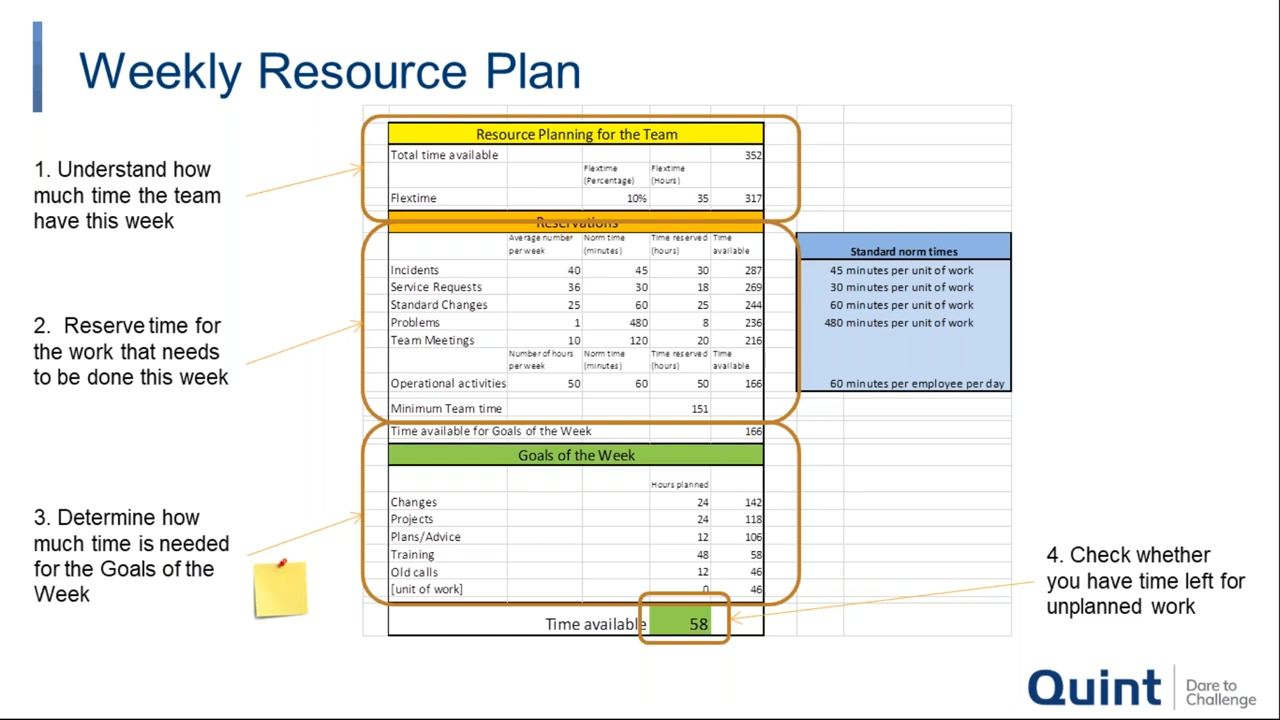 Weekly Resource Plan
1. Understand how
much time the team
have this week
2. Reserve time for
the work that needs
to be done this week
3. Determine how
much time is needed
for the Goals of the
Week
Resource Planning for the Team
Total time available 352
Flextime (Percentage) Flextime (Hours)
Flextime 10% 35 317
Reservations
Average number per week Norm time (minutes) Time reserved (hours) Time available
Incidents 40 45 30 287
Service Requests 36 30 18 269
Standard Changes 25 60 25 244
Problems 1 480 8 236
Team Meetings 10 120 20 216
Number of hours per week Norm time (minutes) Time reserved (hours) Time available
Operational activities 50 60 50 166
Minimum Team time 151
Time available for Goals of the Week 166
Goals of the Week
Hours planned
Changes 24 142
Projects 24 118
Plans/Advice 12 106
Training 48 58
Old calls 12 46
[unit of work] 0 46
Time available 58
Standard norm times
45 minutes per unit of work
30 minutes per unit of work
60 minutes per unit of work
480 minutes per unit of work
60 minutes per employee per day
4. Check whether
you have time left for
unplanned work
Quint
Dare to
Challenge